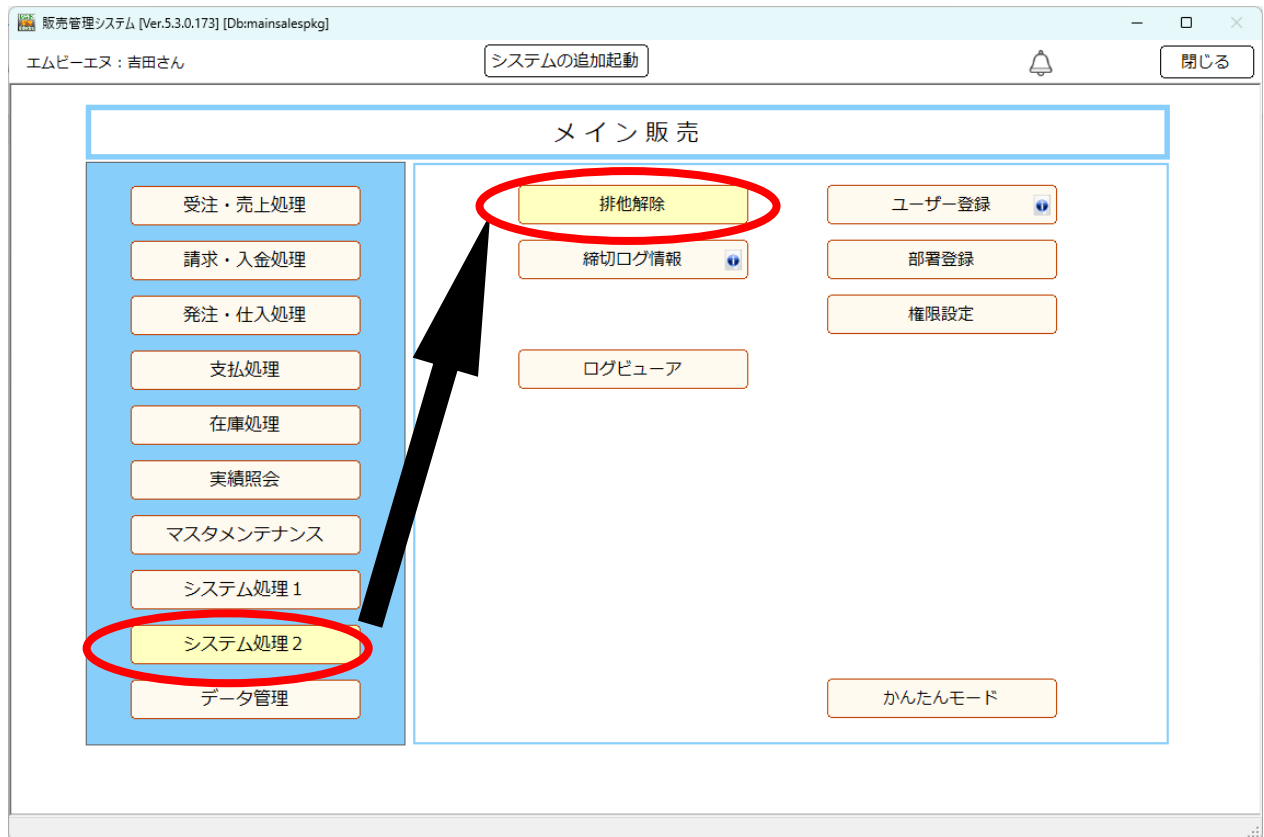 販売管理システム [Ver.5.3.0.173] [Db:mainsalespkg]
エムビーエヌ：吉田さん
システムの追加起動
閉じる
メイン販売
受注・売上処理
請求・入金処理
発注・仕入処理
支払処理
在庫処理
実績照会
マスタメンテナンス
システム処理１
システム処理２
データ管理
排他解除
締切ログ情報
ログビューア
ユーザー登録
部署登録
権限設定
かんたんモード